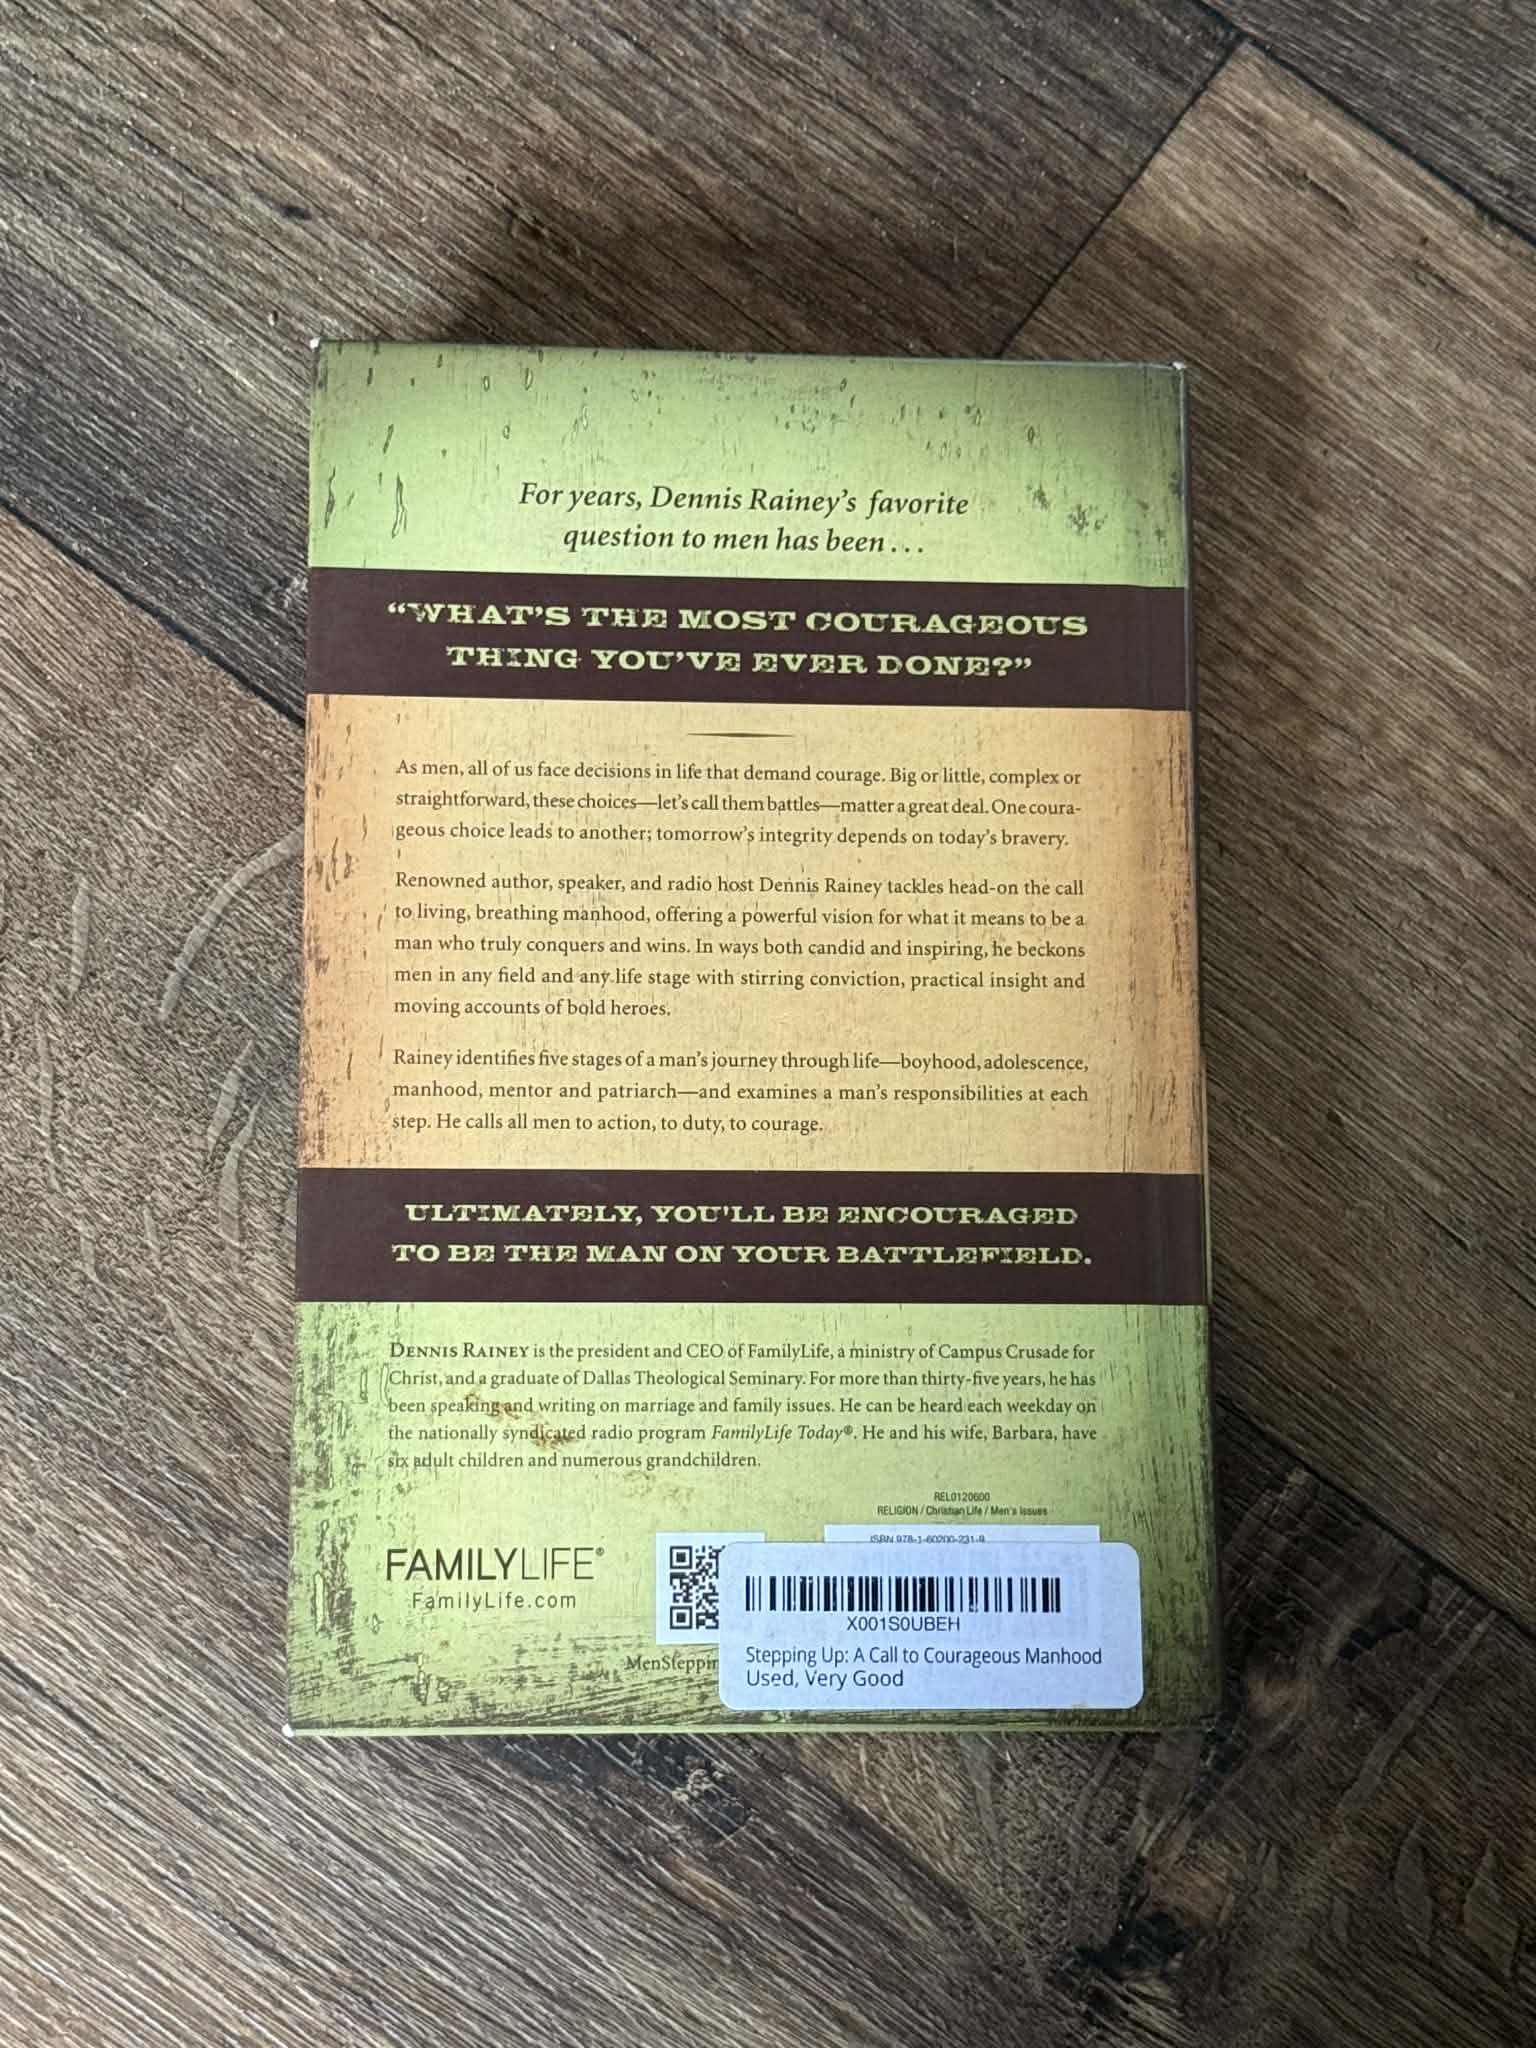 For years, Dennis Rainey's favorite
question to men has been . . .
“WHAT'S THE MOST COURAGEOUS
THING YOU'VE EVER DONE?”
As men, all of us face decisions in life that demand courage. Big or little, complex or
straightforward, these choices—let's call them battles—matter a great deal. One coura-
geous choice leads to another; tomorrow's integrity depends on today's bravery.
Renowned author, speaker, and radio host Dennis Rainey tackles head-on the call
to living, breathing manhood, offering a powerful vision for what it means to be a
man who truly conquers and wins. In ways both candid and inspiring, he beckons
men in any field and any life stage with stirring conviction, practical insight and
moving accounts of bold heroes.
Rainey identifies five stages of a man's journey through life—boyhood, adolescence,
manhood, mentor and patriarch—and examines a man's responsibilities at each
step. He calls all men to action, to duty, to courage.
ULTIMATELY, YOU'LL BE ENCOURAGED
TO BE THE MAN ON YOUR BATTLEFIELD.
DENNIS RAINEY is the president and CEO of FamilyLife, a ministry of Campus Crusade for
Christ, and a graduate of Dallas Theological Seminary. For more than thirty-five years, he has
been speaking and writing on marriage and family issues. He can be heard each weekday on
the nationally syndicated radio program FamilyLife Today®. He and his wife, Barbara, have
six adult children and numerous grandchildren.
REL0120600
RELIGION / Christian Life / Men's Issues
ISBN 978-1-60200-231-9
FAMILYLIFE®
FamilyLife.com
X001S0UBEH
MenSteppin
Stepping Up: A Call to Courageous Manhood
Used, Very Good